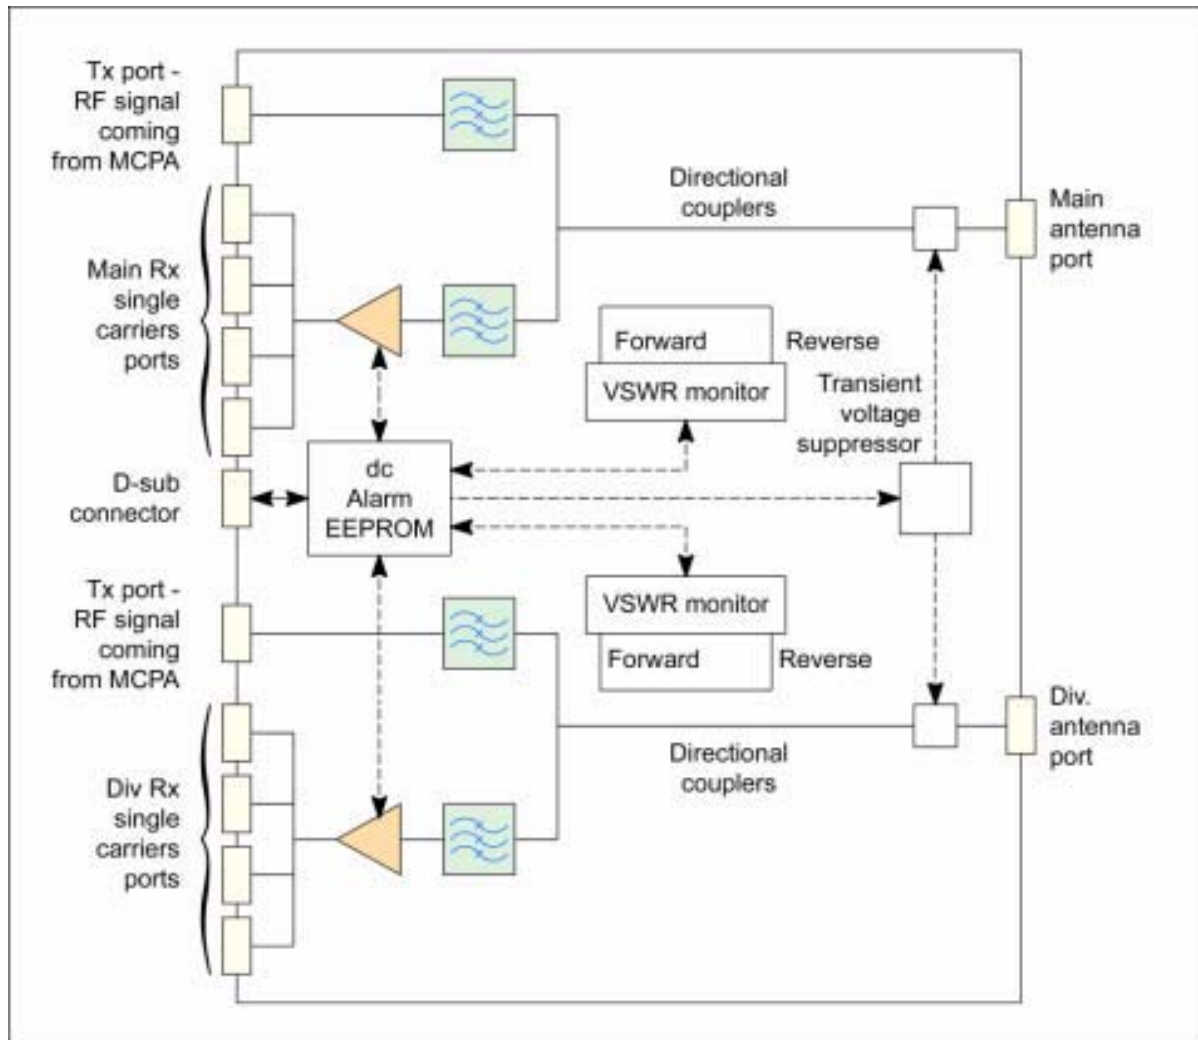 Tx port -
RF signal
coming
from MCPA
Directional
couplers
Main
antenna
port
Main Rx
single
carriers
ports
Forward
Reverse
VSWR monitor
Transient
voltage
suppressor
D-sub
connector
dc
Alarm
EEPROM
Tx port -
RF signal
coming
from MCPA
VSWR monitor
Forward
Reverse
Directional
couplers
Div.
antenna
port
Div Rx
single
carriers
ports